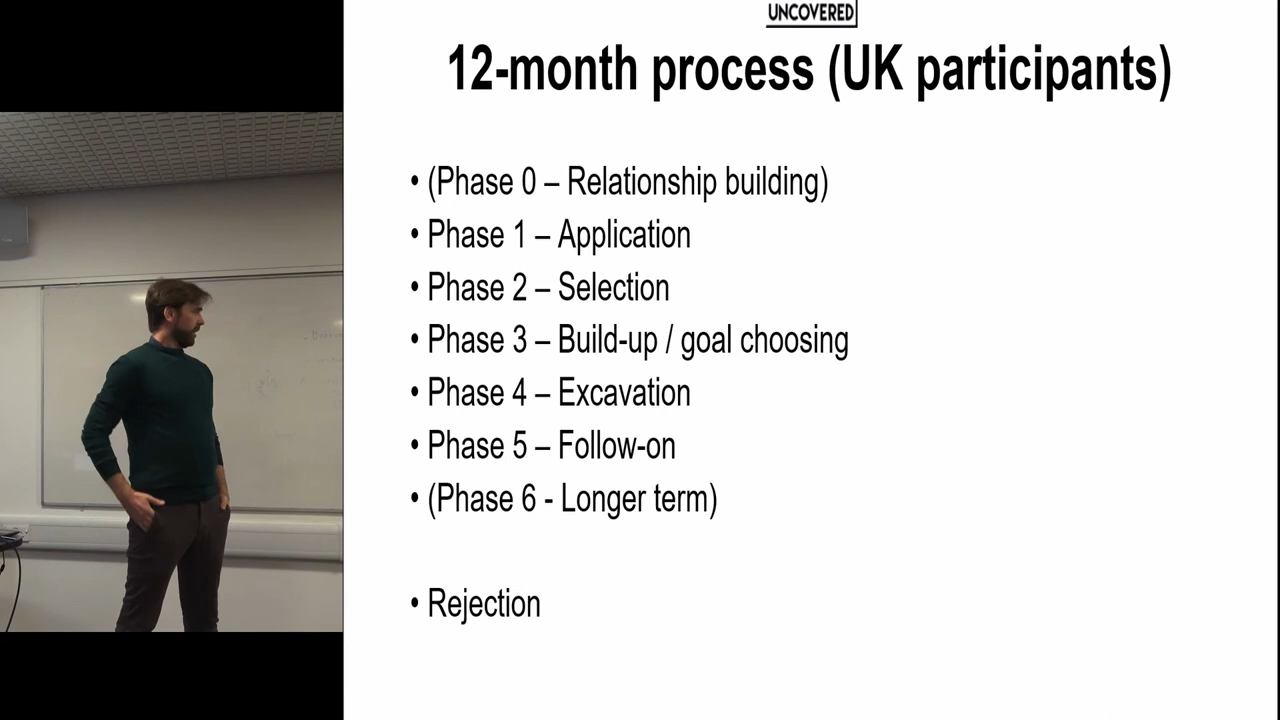 UNCOVERED
12-month process (UK participants)
• (Phase 0 – Relationship building)
• Phase 1 – Application
• Phase 2 – Selection
• Phase 3 – Build-up / goal choosing
• Phase 4 – Excavation
• Phase 5 – Follow-on
• (Phase 6 - Longer term)
• Rejection